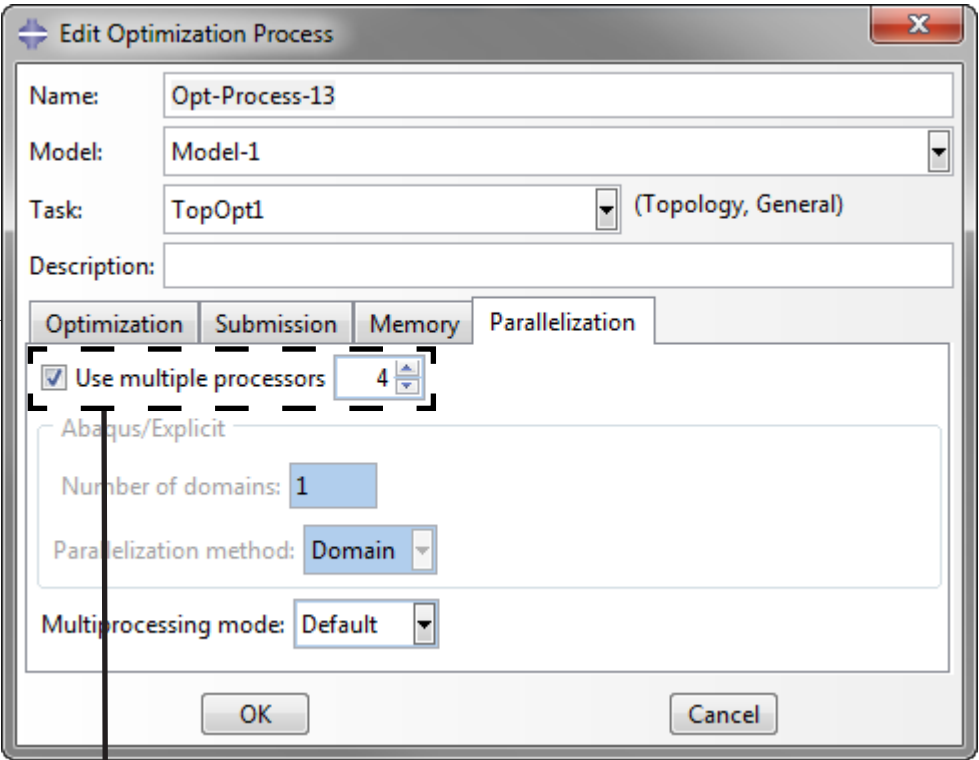 Edit Optimization Process
Name: Opt-Process-13
Model: Model-1
Task: TopOpt1 (Topology, General)
Description:
Optimization Submission Memory Parallelization
Use multiple processors 4
Abaqus/Explicit
Number of domains: 1
Parallelization method: Domain
Multiprocessing mode: Default
OK Cancel